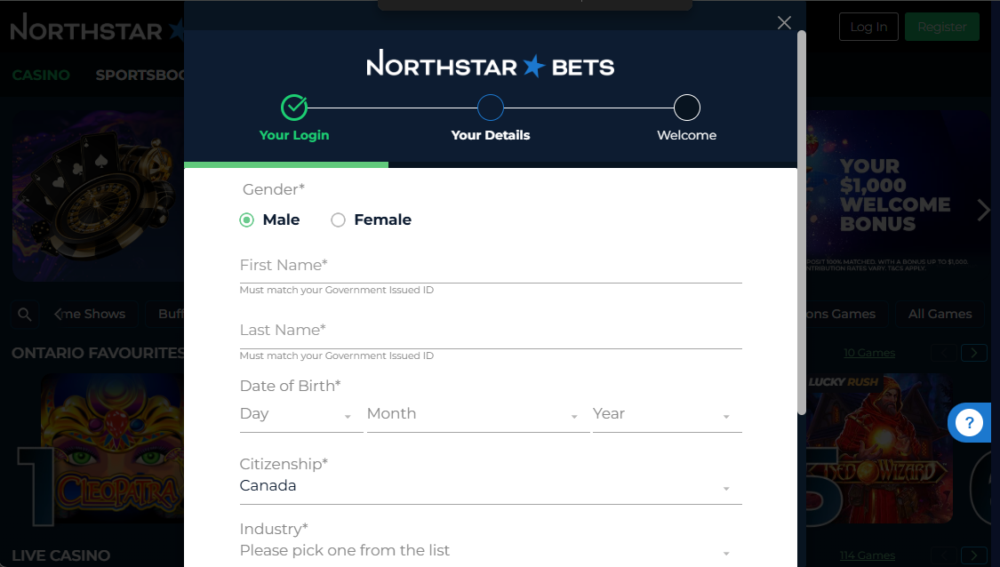 NORTHSTAR
Log In
Register
CASINO
SPORTSBOO
NORTHSTAR BETS
Your Login
Your Details
Welcome
Gender*
Male
Female
First Name*
Must match your Government Issued ID
Last Name*
Must match your Government Issued ID
Date of Birth*
Day
Month
Year
Citizenship*
Canada
Industry*
Please pick one from the list
YOUR
$1,000
WELCOME
BONUS
POSIT 100% MATCHED, WITH A BONUS UP TO $1,000.
NTRIBUTION RATES VARY. T&CS APPLY.
me Shows
Buff
ons Games
All Games
ONTARIO FAVOURITES
10 Games
1
CLEOPATRA
LUCKY RUSH
RED WIZARD
5
?
LIVE CASINO
114 Games